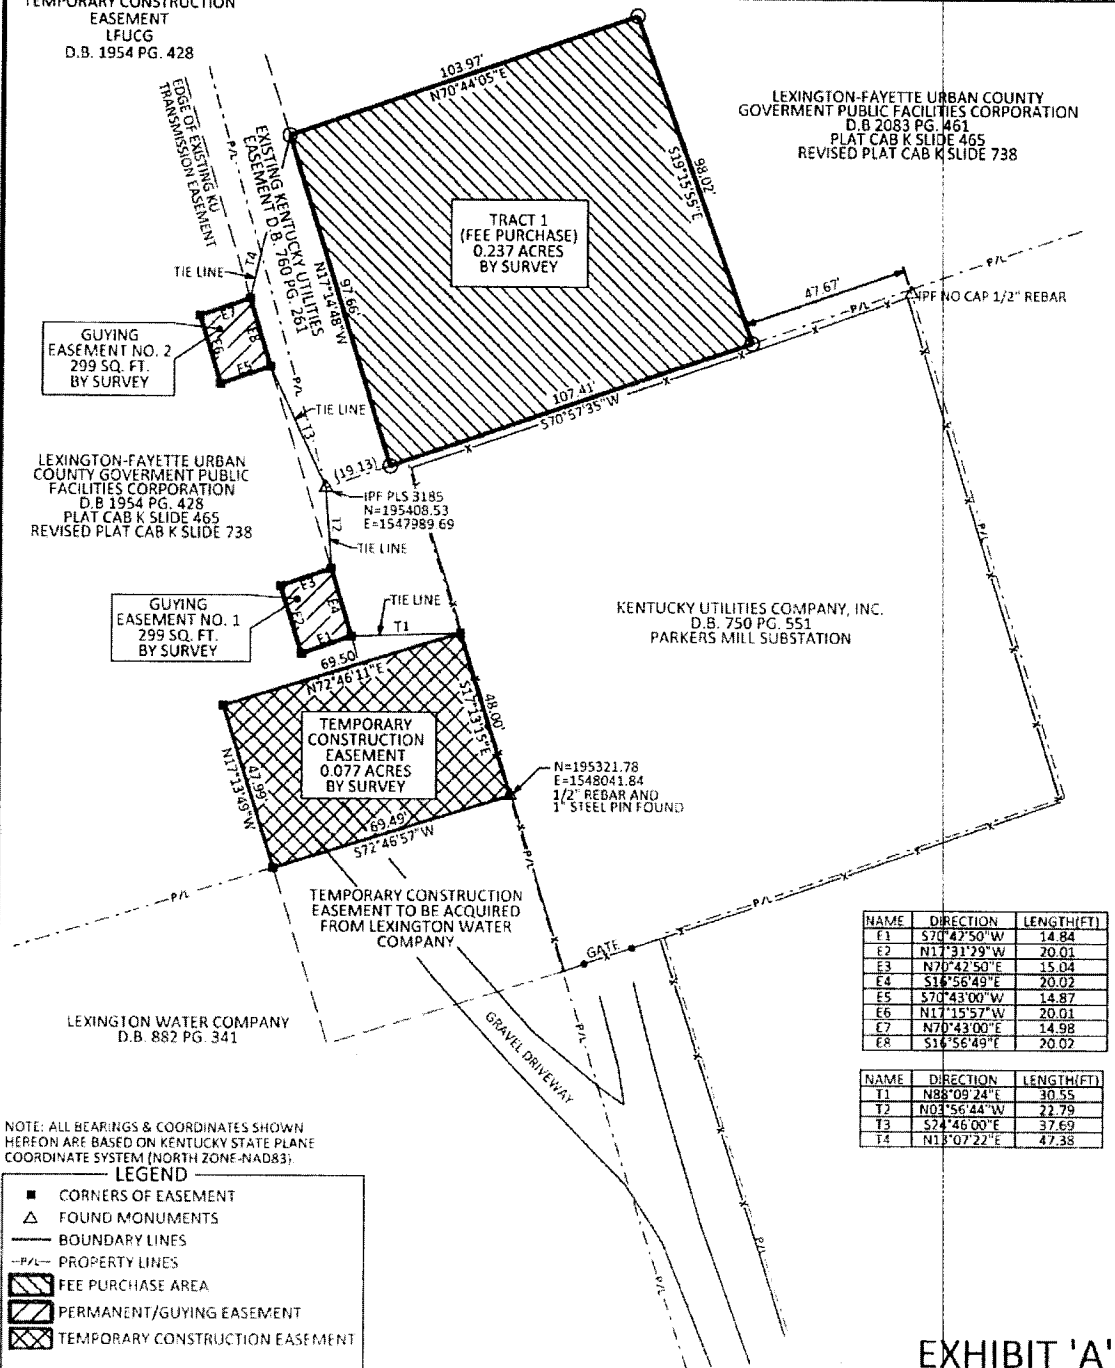 TEMPORARY CONSTRUCTION
EASEMENT
LFUCG
D.B. 1954 PG. 428
EDGE OF EXISTING KU
TRANSMISSION EASEMENT
P/L
EXISTING KENTUCKY UTILITIES
EASEMENT D.B. 760 PG. 261
103.97'
N70°44'05"E
LEXINGTON-FAYETTE URBAN COUNTY
GOVERMENT PUBLIC FACILITIES CORPORATION
D.B 2083 PG. 461
PLAT CAB K SLIDE 465
REVISED PLAT CAB K SLIDE 738
98.02'
S19°15'55"E
TRACT 1
(FEE PURCHASE)
0.237 ACRES
BY SURVEY
N17°14'48"W
97.66'
TIE LINE
T4
47.67'
P/L
P/L
IPF NO CAP 1/2" REBAR
GUYING
EASEMENT NO. 2
299 SQ. FT.
BY SURVEY
E7
E8
E6
E5
P/L
TIE LINE
T3
107.41'
S70°57'35"W
(19.13)
LEXINGTON-FAYETTE URBAN
COUNTY GOVERMENT PUBLIC
FACILITIES CORPORATION
D.B 1954 PG. 428
PLAT CAB K SLIDE 465
REVISED PLAT CAB K SLIDE 738
IPF PLS 3185
N=195408.53
E=1547989.69
T2
TIE LINE
P/L
GUYING
EASEMENT NO. 1
299 SQ. FT.
BY SURVEY
E3
E4
E2
E1
TIE LINE
T1
KENTUCKY UTILITIES COMPANY, INC.
D.B. 750 PG. 551
PARKERS MILL SUBSTATION
69.50
N72°46'11"E
48.00'
S17°13'15"E
TEMPORARY
CONSTRUCTION
EASEMENT
0.077 ACRES
BY SURVEY
47.99'
N17°13'49"W
N=195321.78
E=1548041.84
1/2" REBAR AND
1" STEEL PIN FOUND
69.49'
S72°46'57"W
P/L
P/L
P/L
TEMPORARY CONSTRUCTION
EASEMENT TO BE ACQUIRED
FROM LEXINGTON WATER
COMPANY
GATE
LEXINGTON WATER COMPANY
D.B. 882 PG. 341
GRAVEL DRIVEWAY
P/L
P/L
P/L
P/L
NAME DIRECTION LENGTH(FT)
E1 S70°42'50"W 14.84
E2 N17°31'29"W 20.01
E3 N70°42'50"E 15.04
E4 S16°56'49"E 20.02
E5 S70°43'00"W 14.87
E6 N17°15'57"W 20.01
E7 N70°43'00"E 14.98
E8 S16°56'49"E 20.02
NAME DIRECTION LENGTH(FT)
T1 N88°09'24"E 30.55
T2 N03°56'44"W 22.79
T3 S24°46'00"E 37.69
T4 N13°07'22"E 47.38
NOTE: ALL BEARINGS & COORDINATES SHOWN
HEREON ARE BASED ON KENTUCKY STATE PLANE
COORDINATE SYSTEM (NORTH ZONE-NAD83).
LEGEND
CORNERS OF EASEMENT
FOUND MONUMENTS
BOUNDARY LINES
-P/L- PROPERTY LINES
FEE PURCHASE AREA
PERMANENT/GUYING EASEMENT
TEMPORARY CONSTRUCTION EASEMENT
EXHIBIT 'A'